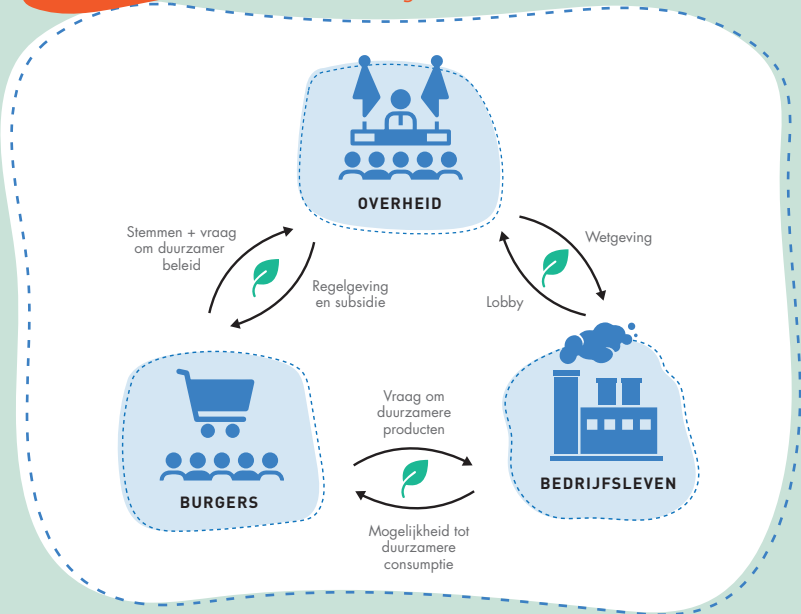 OVERHEID
Stemmen + vraag
om duurzamer
beleid
Regelgeving
en subsidie
Wetgeving
Lobby
Vraag om
duurzamere
producten
BURGERS
BEDRIJFSLEVEN
Mogelijkheid tot
duurzamere
consumptie